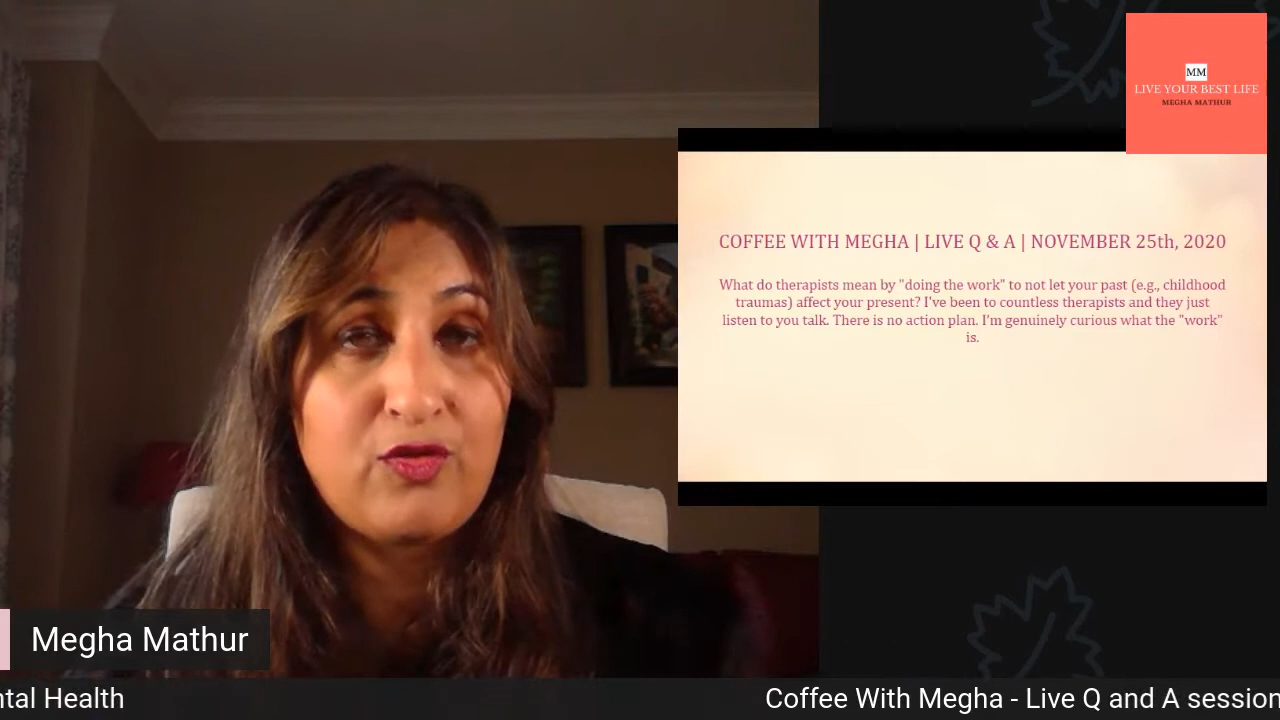 MM
LIVE YOUR BEST LIFE
MEGHA MATHUR
COFFEE WITH MEGHA | LIVE Q & A | NOVEMBER 25th, 2020
What do therapists mean by "doing the work" to not let your past (e.g., childhood
traumas) affect your present? I've been to countless therapists and they just
listen to you talk. There is no action plan. I'm genuinely curious what the "work"
is.
Megha Mathur
ntal Health
Coffee With Megha - Live Q and A session